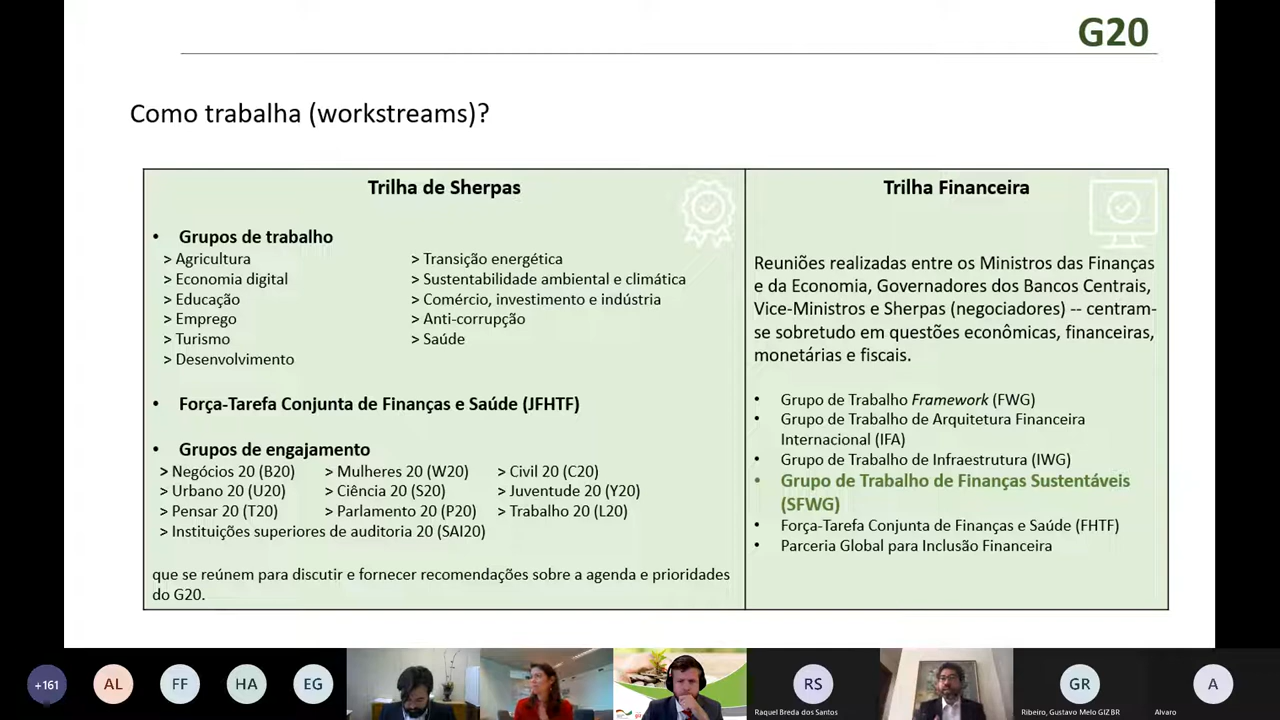 G20
Como trabalha (workstreams)?
Trilha de Sherpas
• Grupos de trabalho
> Agricultura
> Economia digital
> Educação
> Emprego
> Turismo
> Desenvolvimento
> Transição energética
> Sustentabilidade ambiental e climática
> Comércio, investimento e indústria
> Anti-corrupção
> Saúde
• Força-Tarefa Conjunta de Finanças e Saúde (JFHTF)
• Grupos de engajamento
> Negócios 20 (B20) > Mulheres 20 (W20) > Civil 20 (C20)
> Urbano 20 (U20) > Ciência 20 (S20) > Juventude 20 (Y20)
> Pensar 20 (T20) > Parlamento 20 (P20) > Trabalho 20 (L20)
> Instituições superiores de auditoria 20 (SAI20)
que se reúnem para discutir e fornecer recomendações sobre a agenda e prioridades
do G20.
Trilha Financeira
Reuniões realizadas entre os Ministros das Finanças
e da Economia, Governadores dos Bancos Centrais,
Vice-Ministros e Sherpas (negociadores) -- centram-
se sobretudo em questões econômicas, financeiras,
monetárias e fiscais.
• Grupo de Trabalho Framework (FWG)
• Grupo de Trabalho de Arquitetura Financeira
Internacional (IFA)
• Grupo de Trabalho de Infraestrutura (IWG)
• Grupo de Trabalho de Finanças Sustentáveis
(SFWG)
• Força-Tarefa Conjunta de Finanças e Saúde (FHTF)
• Parceria Global para Inclusão Financeira
+161
AL
FF
HA
EG
RS
Raquel Breda dos Santos
GR
Ribeiro, Gustavo Melo GIZ BR
A
Alvaro